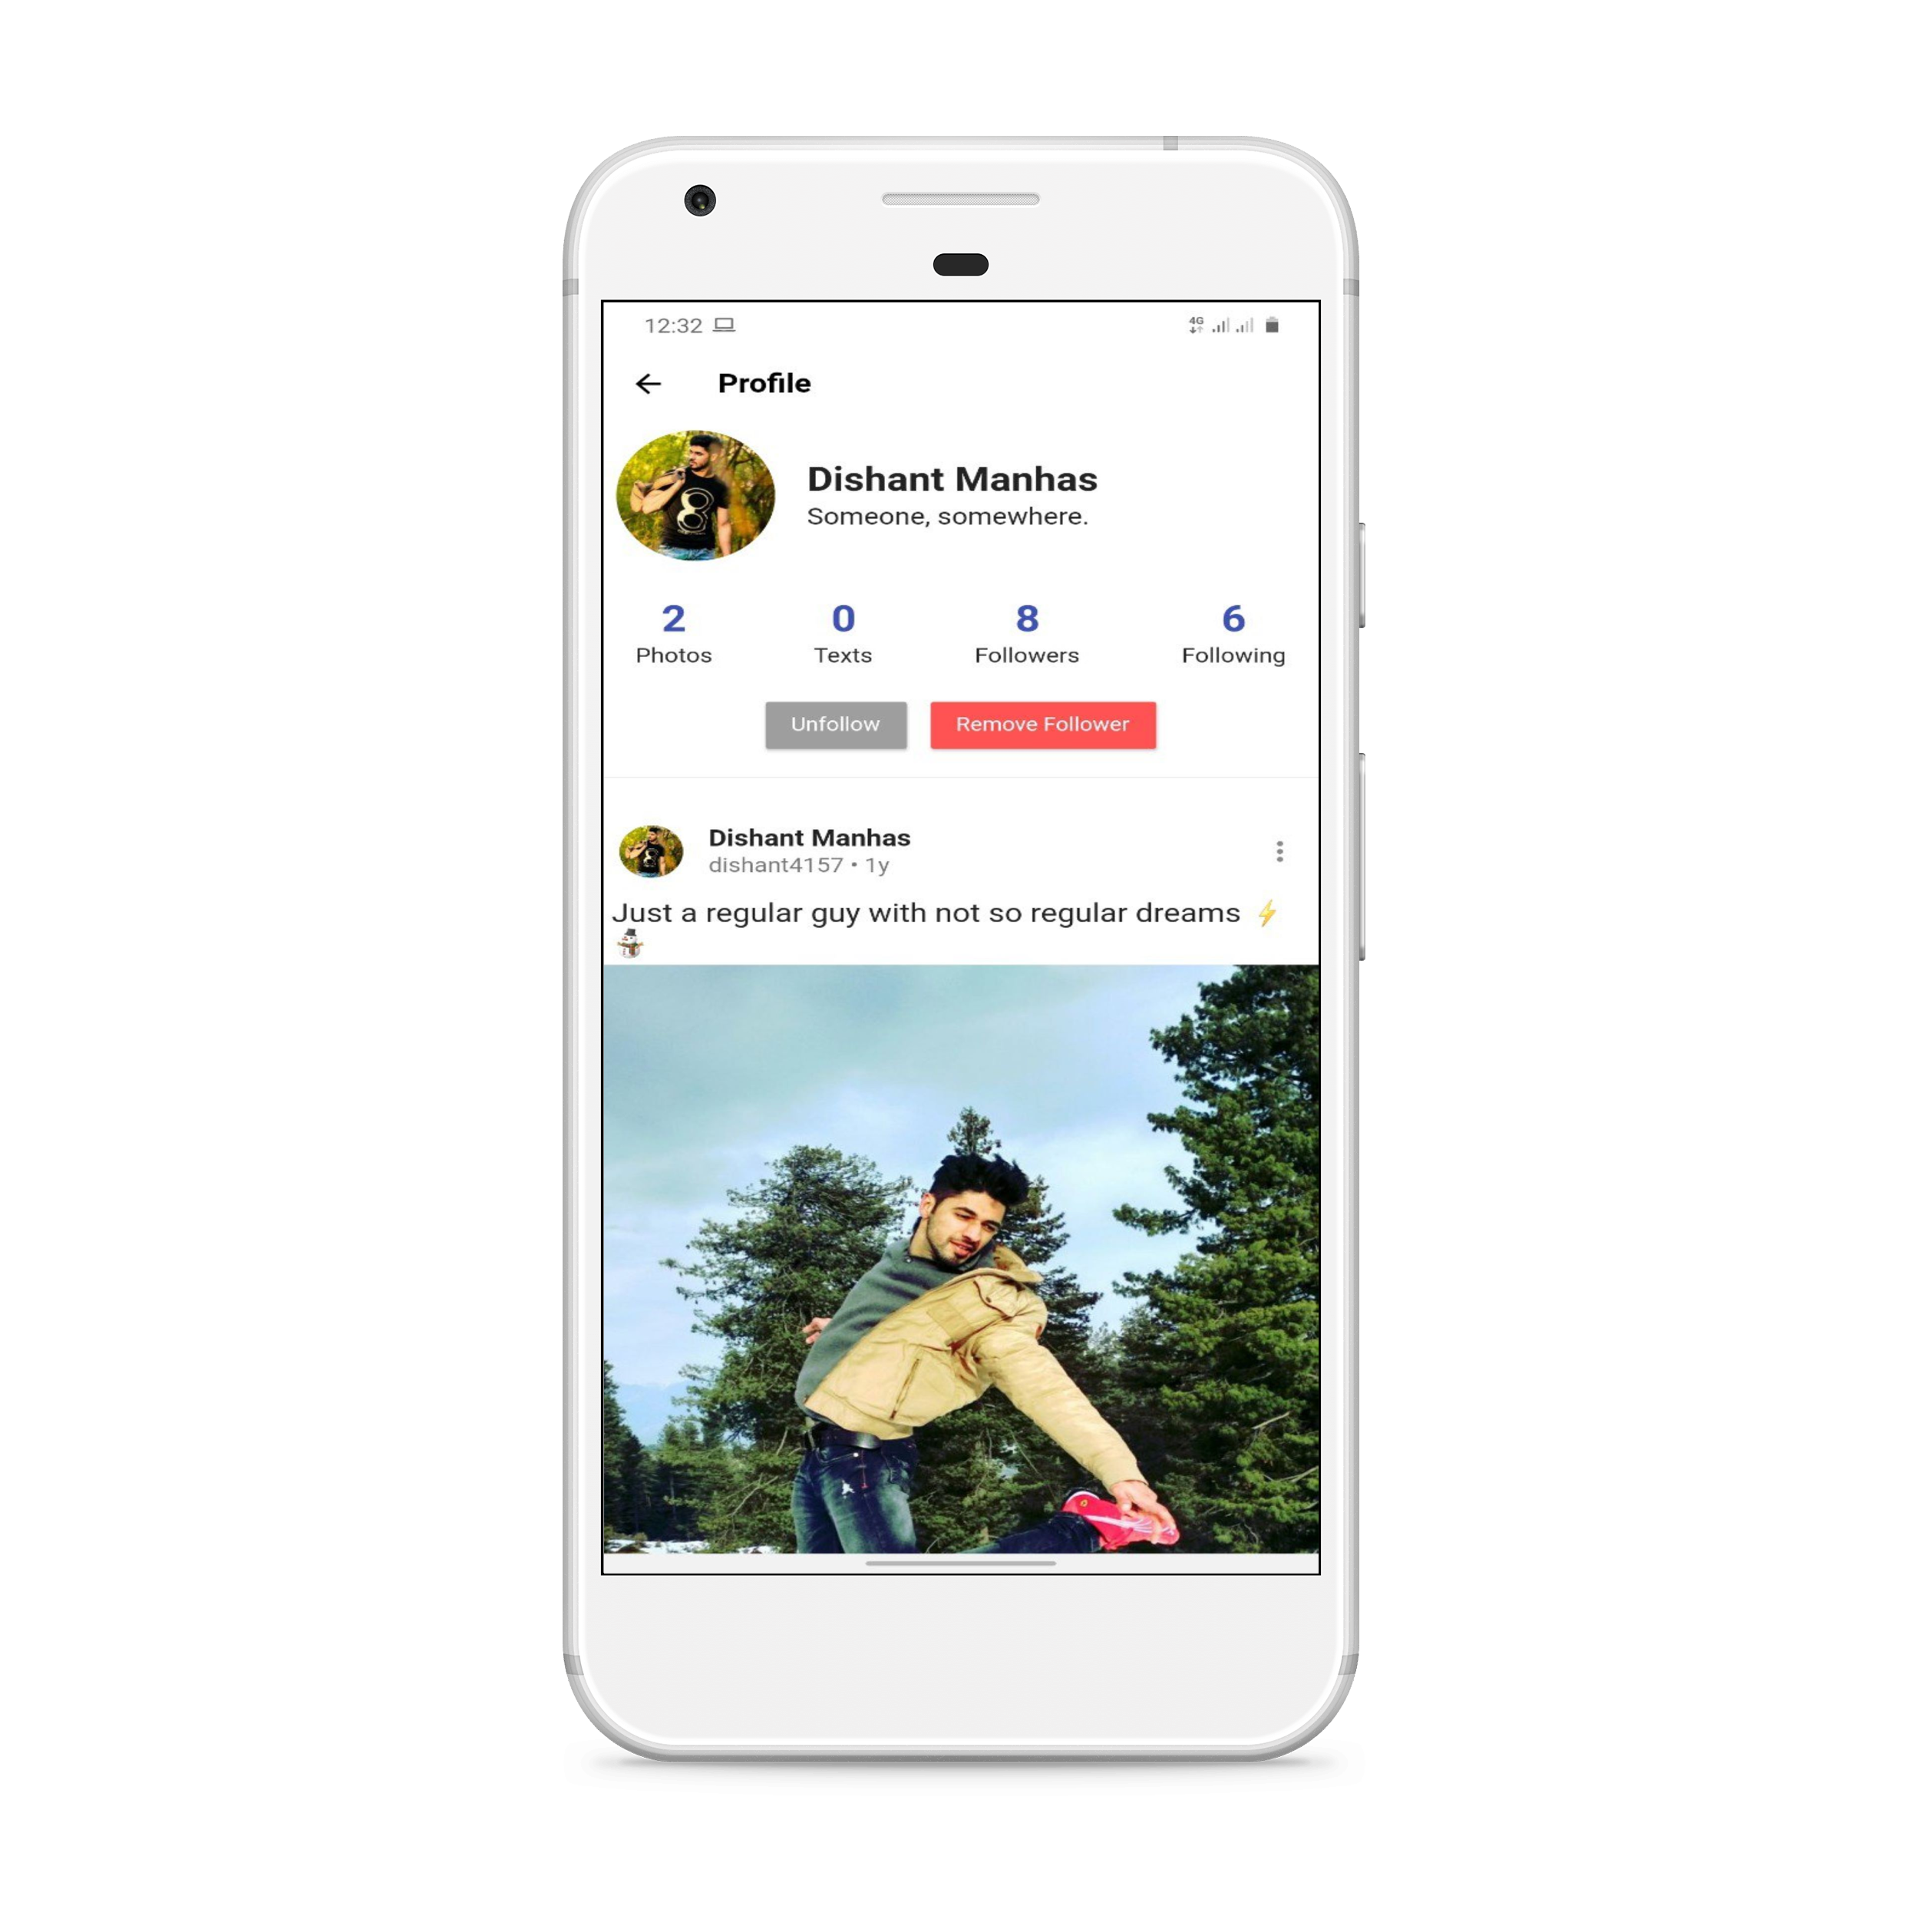 12:32 4G
Profile
Dishant Manhas
Someone, somewhere.
2 0 8 6
Photos Texts Followers Following
Unfollow Remove Follower
Dishant Manhas
dishant4157 • 1y
Just a regular guy with not so regular dreams ⚡
⛄